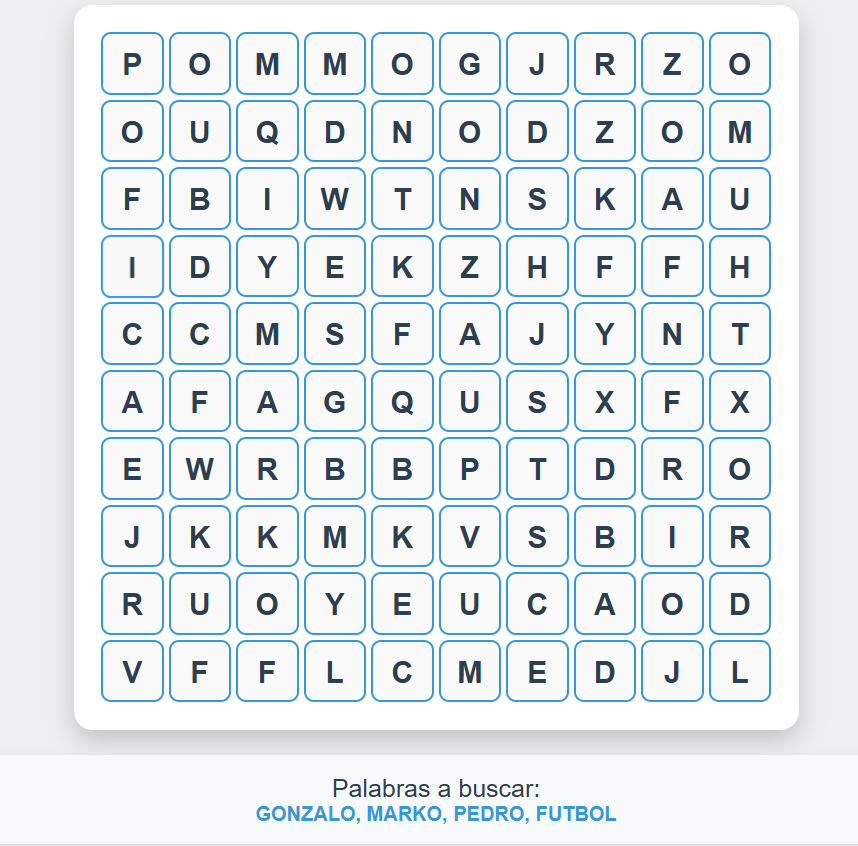 P O M M O G J R Z O
O U Q D N O D Z O M
F B I W T N S K A U
I D Y E K Z H F F H
C C M S F A J Y N T
A F A G Q U S X F X
E W R B B P T D R O
J K K M K V S B I R
R U O Y E U C A O D
V F F L C M E D J L
Palabras a buscar:
GONZALO, MARKO, PEDRO, FUTBOL